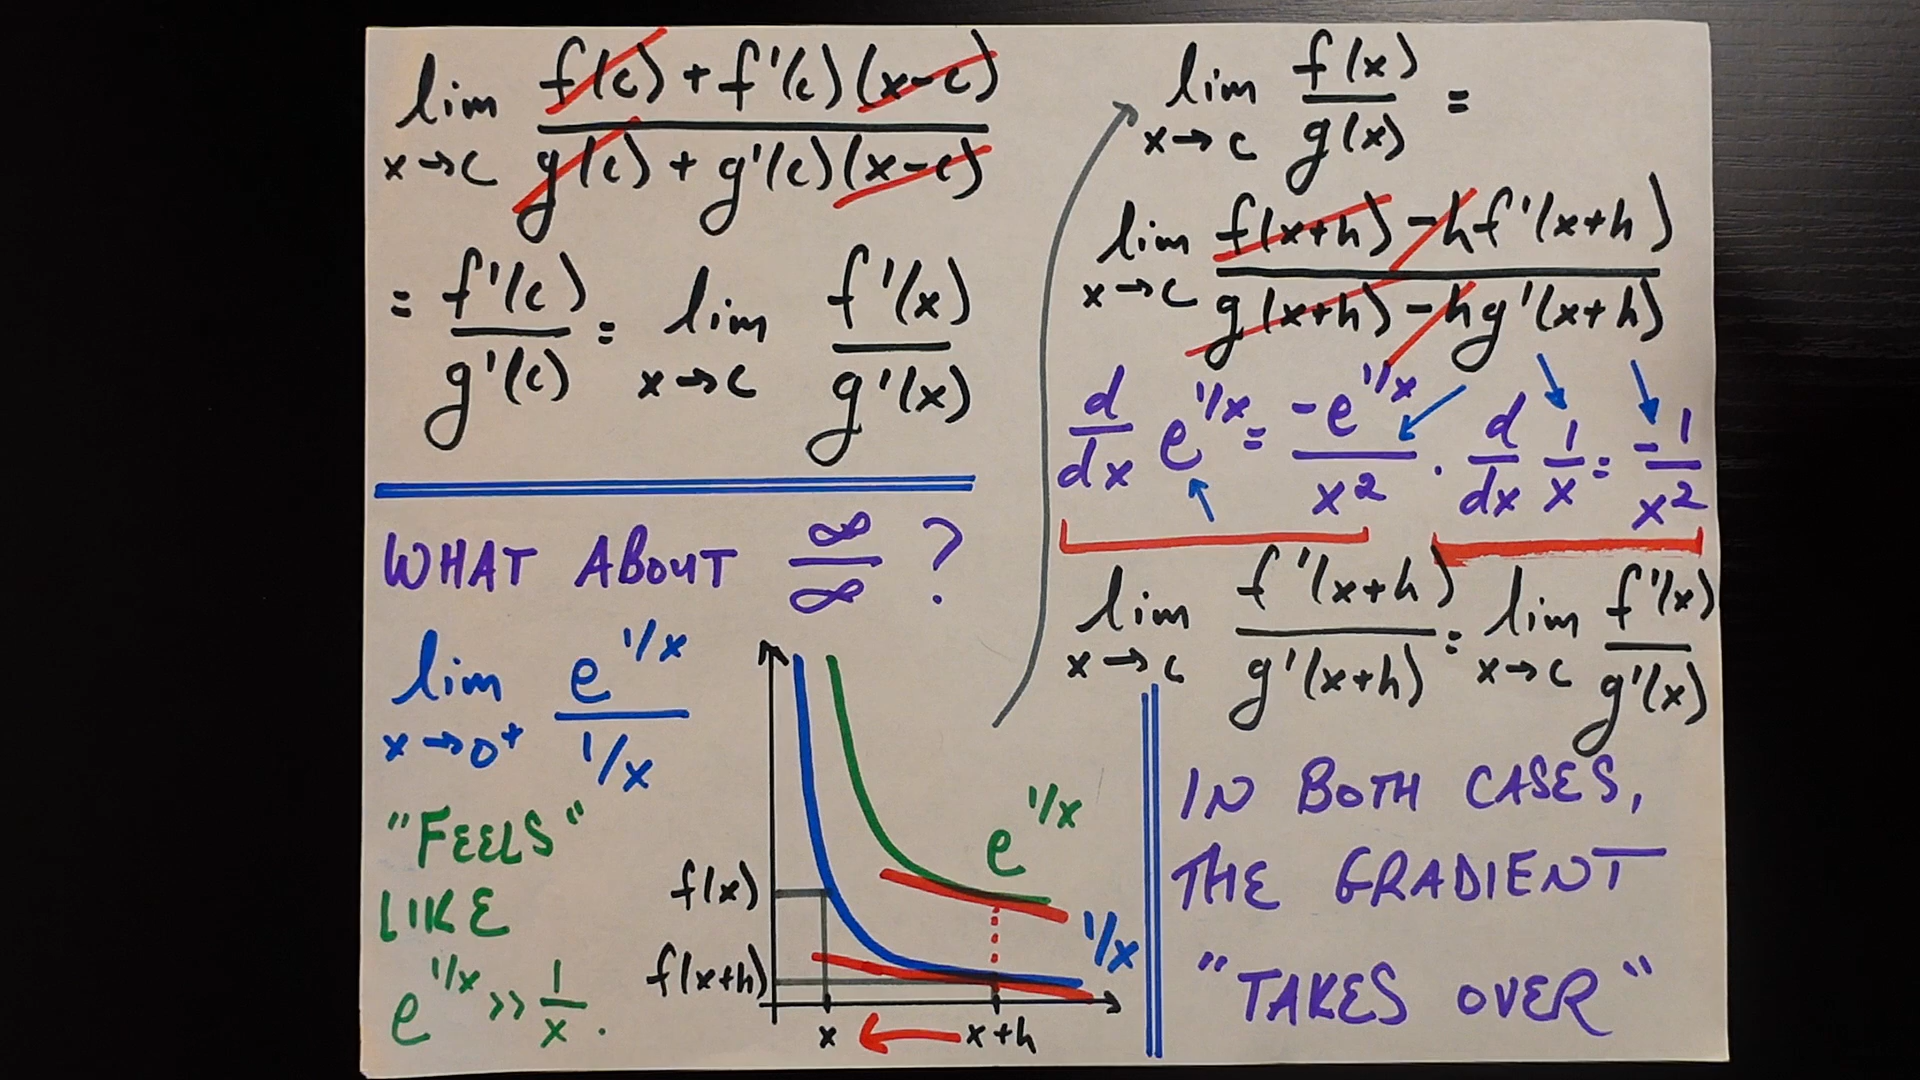 lim x→c f(c) + f'(c)(x-c) / g(c) + g'(c)(x-c)
= f'(c) / g'(c) = lim x→c f'(x) / g'(x)
WHAT ABOUT ∞/∞ ?
lim x→0⁺ e^1/x / 1/x
"FEELS"
LIKE
e^1/x >> 1/x .
f(x)
f(x+h)
x
x+h
e^1/x
1/x
lim x→c f(x) / g(x) =
lim x→c f(x+h) - hf'(x+h) / g(x+h) - hg'(x+h)
d/dx e^1/x = -e^1/x / x² . d/dx 1/x = -1/x²
lim x→c f'(x+h) / g'(x+h) = lim x→c f'(x) / g'(x)
IN BOTH CASES,
THE GRADIENT
"TAKES OVER"